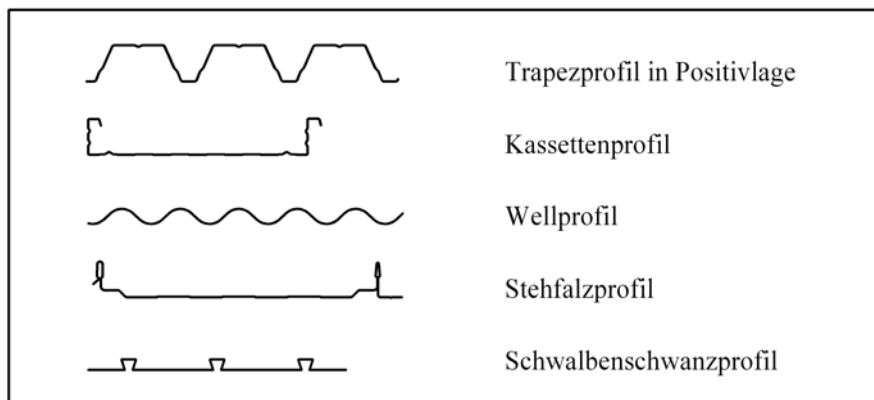 Trapezprofil in Positivlage
Kassettenprofil
Wellprofil
Stehfalzprofil
Schwalbenschwanzprofil